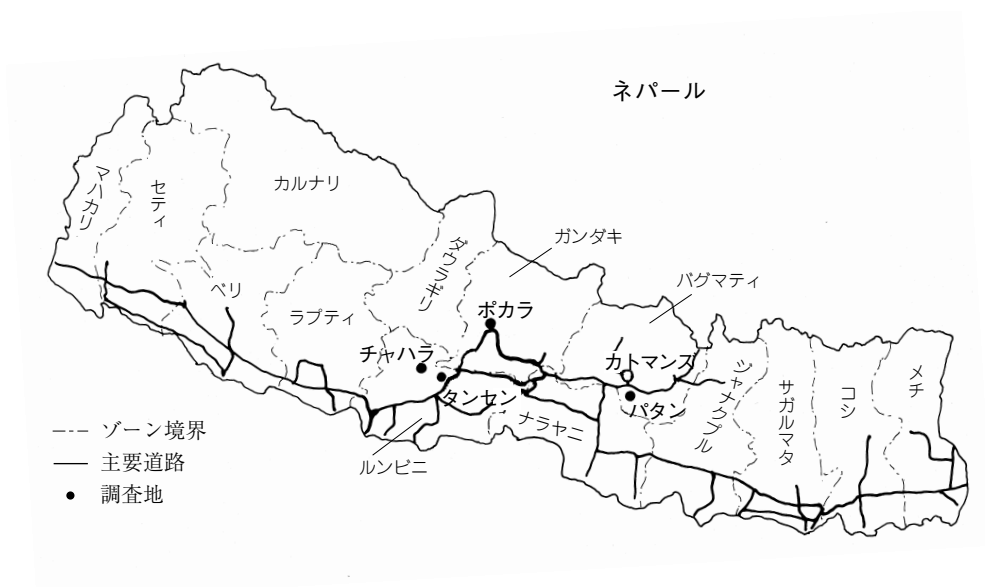 ネパール
マハカリ
セティ
カルナリ
ダウラギリ
ガンダキ
バグマティ
ベリ
ラプティ
ポカラ
チャハラ
カトマンズ
タンセン
パタン
ナラヤニ
ルンビニ
ジャナクプル
サガルマタ
コシ
メチ
ゾーン境界
主要道路
調査地